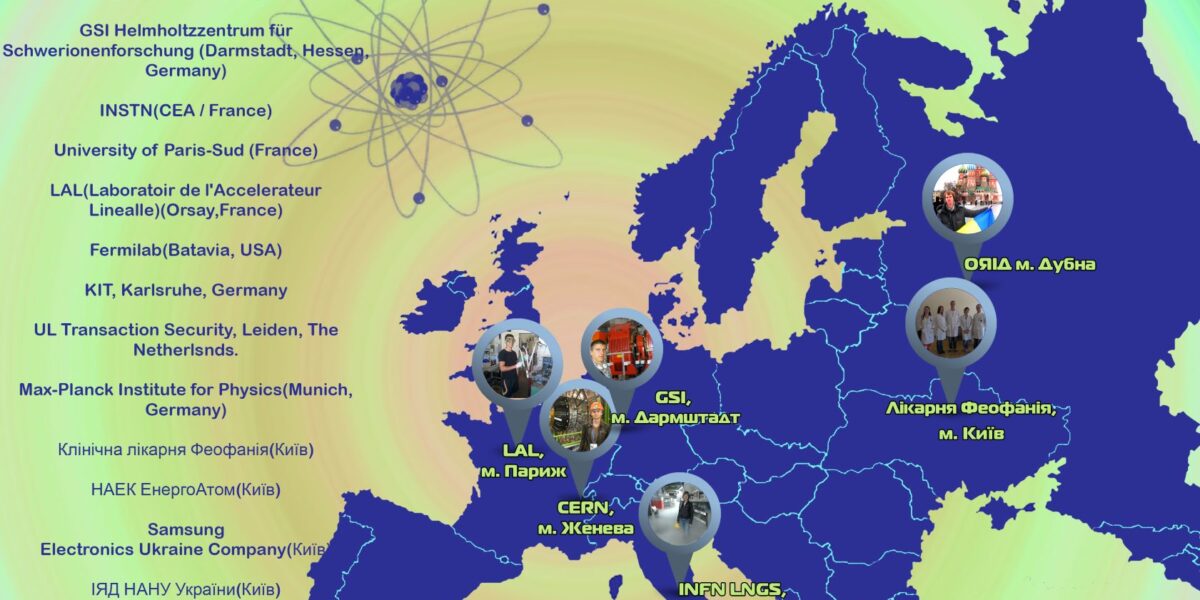 GSI Helmholtzzentrum für
Schwerionenforschung (Darmstadt, Hessen,
Germany)
INSTN(CEA / France)
University of Paris-Sud (France)
LAL(Laboratoir de l'Accelerateur
Linealle)(Orsay,France)
Fermilab(Batavia, USA)
KIT, Karlsruhe, Germany
UL Transaction Security, Leiden, The
Netherlsnds.
Max-Planck Institute for Physics(Munich,
Germany)
Клінічна лікарня Феофанія(Київ)
НАЕК ЕнергоАтом(Київ)
Samsung
Electronics Ukraine Company(Київ
ІЯД НАНУ України(Київ)
ОЯІД м. Дубна
Лікарня Феофанія,
м. Київ
GSI,
м. Дармштадт
LAL,
м. Париж
CERN,
м. Женева
INFN LNGS,